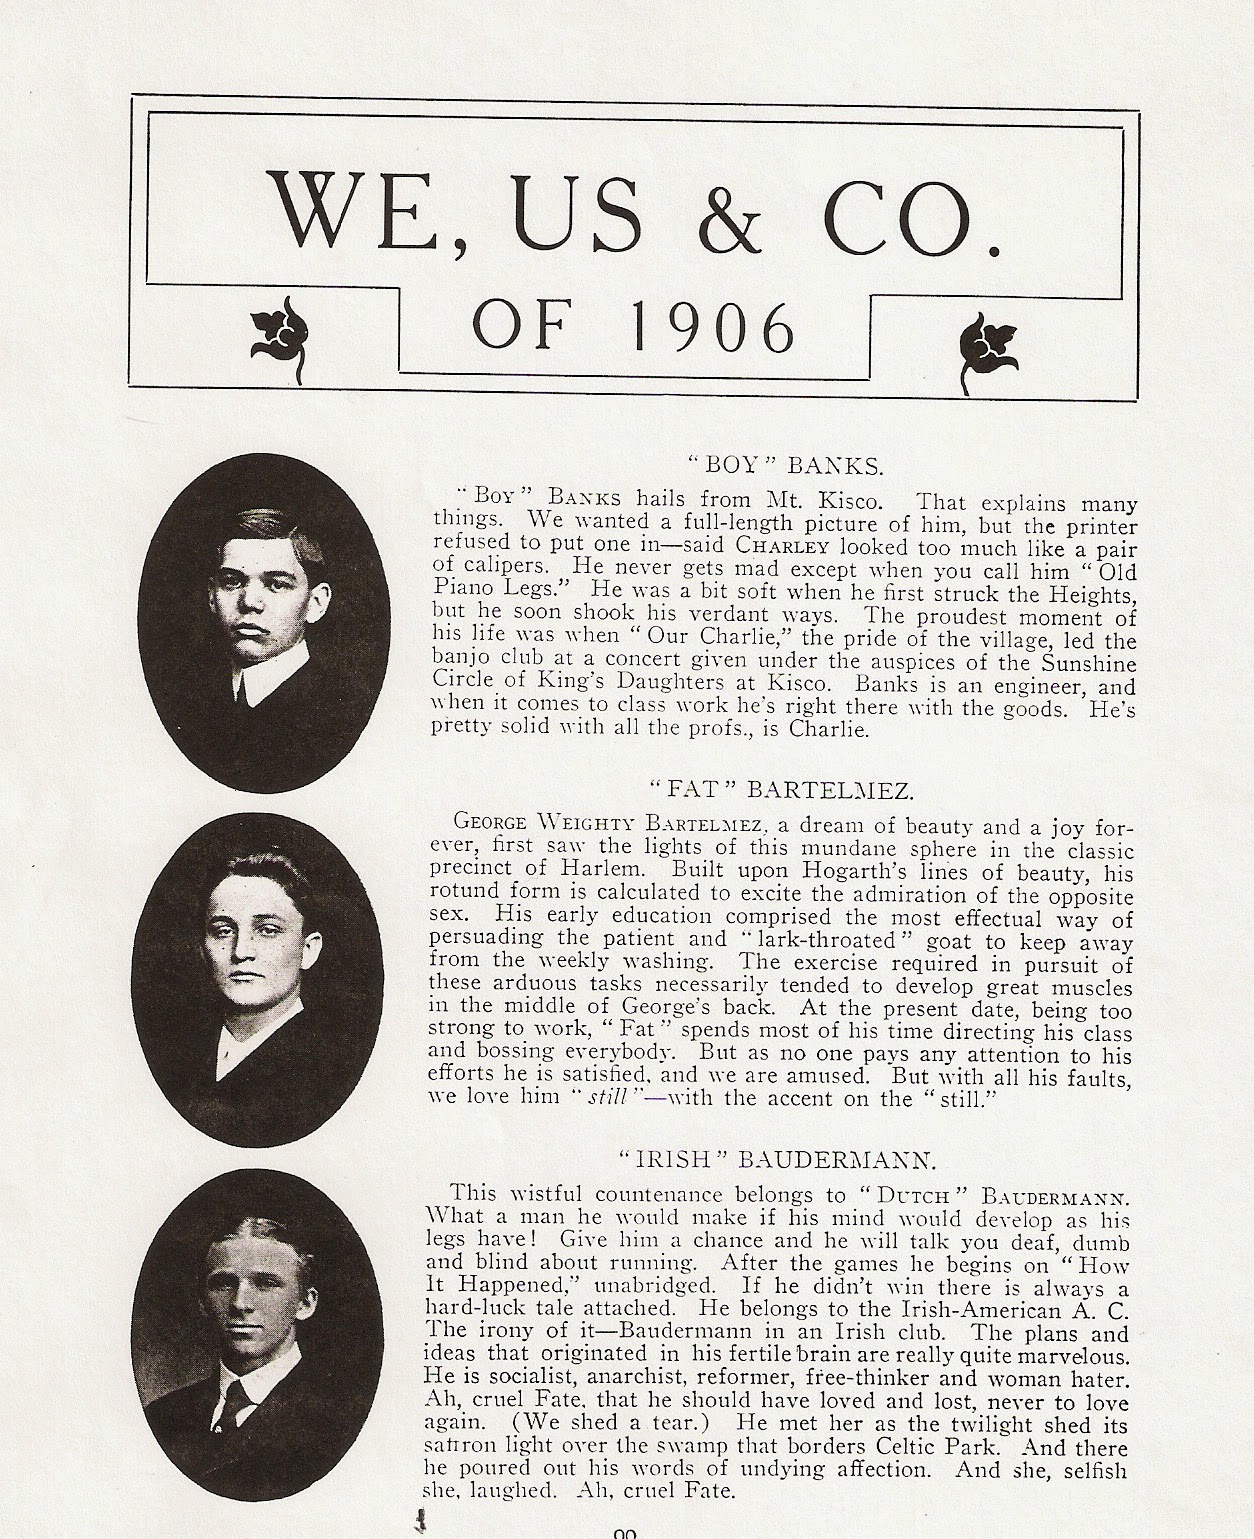 WE, US & CO.
OF 1906
“BOY” BANKS.
“BOY” BANKS hails from Mt. Kisco. That explains many
things. We wanted a full-length picture of him, but the printer
refused to put one in—said CHARLEY looked too much like a pair
of calipers. He never gets mad except when you call him “Old
Piano Legs.” He was a bit soft when he first struck the Heights,
but he soon shook his verdant ways. The proudest moment of
his life was when “Our Charlie,” the pride of the village, led the
banjo club at a concert given under the auspices of the Sunshine
Circle of King’s Daughters at Kisco. Banks is an engineer, and
when it comes to class work he’s right there with the goods. He’s
pretty solid with all the profs., is Charlie.
“FAT” BARTELMEZ.
GEORGE WEIGHTY BARTELMEZ, a dream of beauty and a joy for-
ever, first saw the lights of this mundane sphere in the classic
precinct of Harlem. Built upon Hogarth’s lines of beauty, his
rotund form is calculated to excite the admiration of the opposite
sex. His early education comprised the most effectual way of
persuading the patient and “lark-throated” goat to keep away
from the weekly washing. The exercise required in pursuit of
these arduous tasks necessarily tended to develop great muscles
in the middle of George’s back. At the present date, being too
strong to work, “Fat” spends most of his time directing his class
and bossing everybody. But as no one pays any attention to his
efforts he is satisfied, and we are amused. But with all his faults,
we love him “still”—with the accent on the “still.”
“IRISH” BAUDERMANN.
This wistful countenance belongs to “DUTCH” BAUDERMANN.
What a man he would make if his mind would develop as his
legs have! Give him a chance and he will talk you deaf, dumb
and blind about running. After the games he begins on “How
It Happened,” unabridged. If he didn’t win there is always a
hard-luck tale attached. He belongs to the Irish-American A. C.
The irony of it—Baudermann in an Irish club. The plans and
ideas that originated in his fertile brain are really quite marvelous.
He is socialist, anarchist, reformer, free-thinker and woman hater.
Ah, cruel Fate, that he should have loved and lost, never to love
again. (We shed a tear.) He met her as the twilight shed its
saffron light over the swamp that borders Celtic Park. And there
he poured out his words of undying affection. And she, selfish
she, laughed. Ah, cruel Fate.